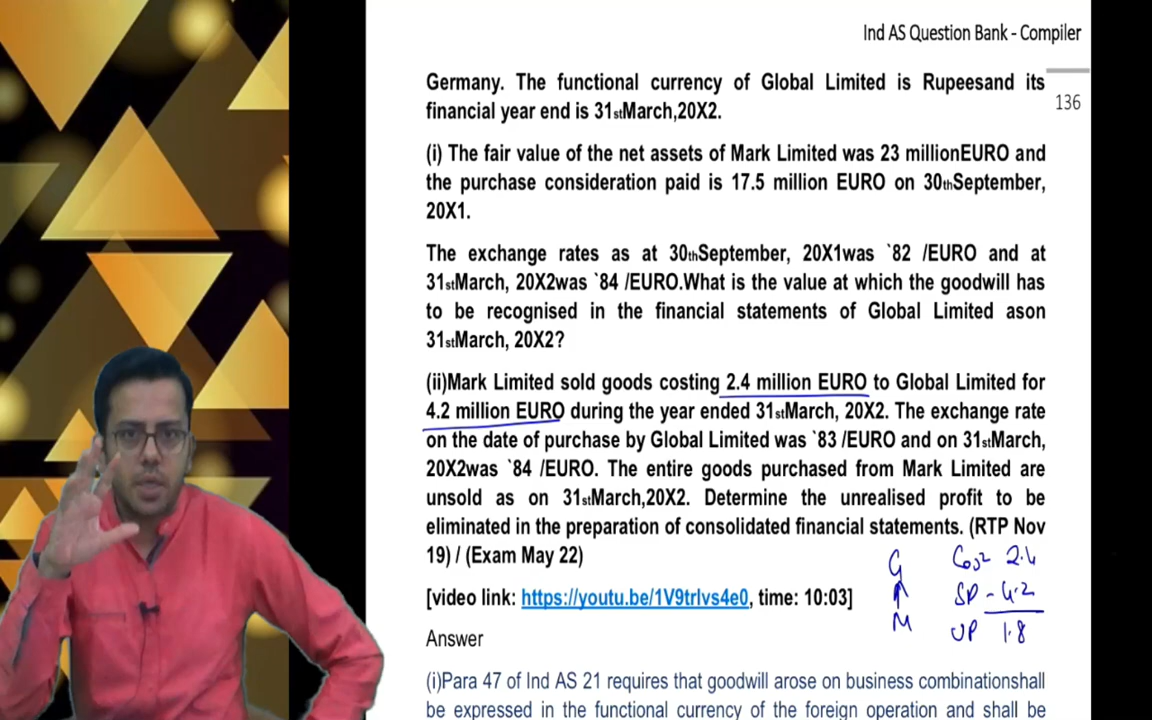 Ind AS Question Bank - Compiler
136
Germany. The functional currency of Global Limited is Rupeesand its
financial year end is 31stMarch,20X2.
(i) The fair value of the net assets of Mark Limited was 23 millionEURO and
the purchase consideration paid is 17.5 million EURO on 30thSeptember,
20X1.
The exchange rates as at 30thSeptember, 20X1was `82 /EURO and at
31stMarch, 20X2was `84 /EURO.What is the value at which the goodwill has
to be recognised in the financial statements of Global Limited ason
31stMarch, 20X2?
(ii)Mark Limited sold goods costing 2.4 million EURO to Global Limited for
4.2 million EURO during the year ended 31stMarch, 20X2. The exchange rate
on the date of purchase by Global Limited was `83 /EURO and on 31stMarch,
20X2was `84 /EURO. The entire goods purchased from Mark Limited are
unsold as on 31stMarch,20X2. Determine the unrealised profit to be
eliminated in the preparation of consolidated financial statements. (RTP Nov
19) / (Exam May 22)
G Cost 2.4
SP - 4.2
M UP 1.8
[video link: https://youtu.be/1V9trlvs4e0, time: 10:03]
Answer
(i)Para 47 of Ind AS 21 requires that goodwill arose on business combinationshall
be expressed in the functional currency of the foreign operation and shall be